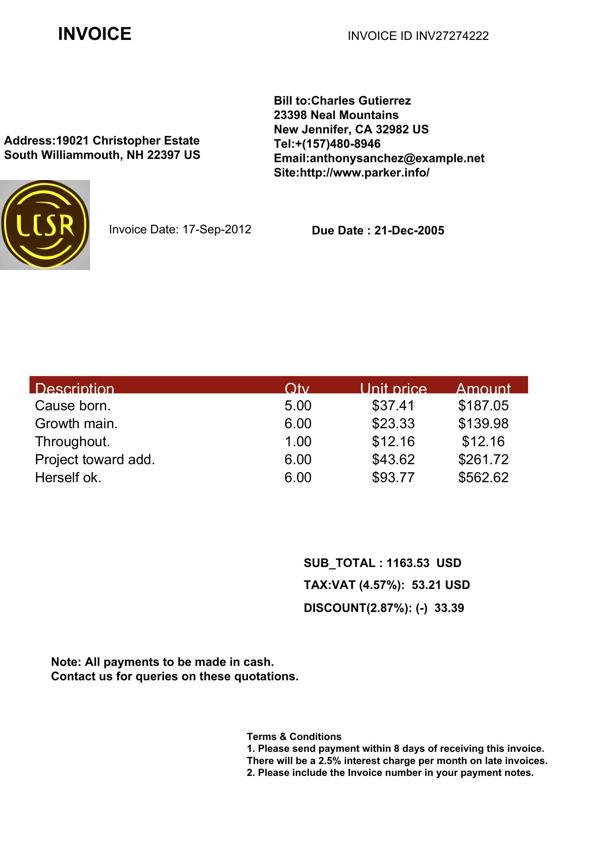 INVOICE
INVOICE ID INV27274222
Bill to:Charles Gutierrez
23398 Neal Mountains
New Jennifer, CA 32982 US
Tel:+(157)480-8946
Email:anthonysanchez@example.net
Site:http://www.parker.info/
Address:19021 Christopher Estate
South Williammouth, NH 22397 US
LCSR
Invoice Date: 17-Sep-2012
Due Date : 21-Dec-2005
Description Qty Unit price Amount
Cause born. 5.00 $37.41 $187.05
Growth main. 6.00 $23.33 $139.98
Throughout. 1.00 $12.16 $12.16
Project toward add. 6.00 $43.62 $261.72
Herself ok. 6.00 $93.77 $562.62
SUB_TOTAL : 1163.53 USD
TAX:VAT (4.57%): 53.21 USD
DISCOUNT(2.87%): (-) 33.39
Note: All payments to be made in cash.
Contact us for queries on these quotations.
Terms & Conditions
1. Please send payment within 8 days of receiving this invoice.
There will be a 2.5% interest charge per month on late invoices.
2. Please include the Invoice number in your payment notes.